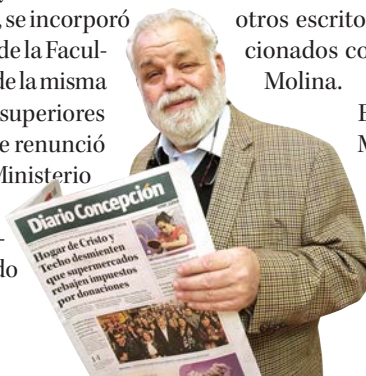 , se incorporó
de la Facul-
de la misma
superiores
e renunció
Ministerio
-
do
otros escrito
cionados co
Molina.
Diario Concepción
Hogar de Cristo y
Techo desmienten
que supermercados
rebajen impuestos
por donaciones